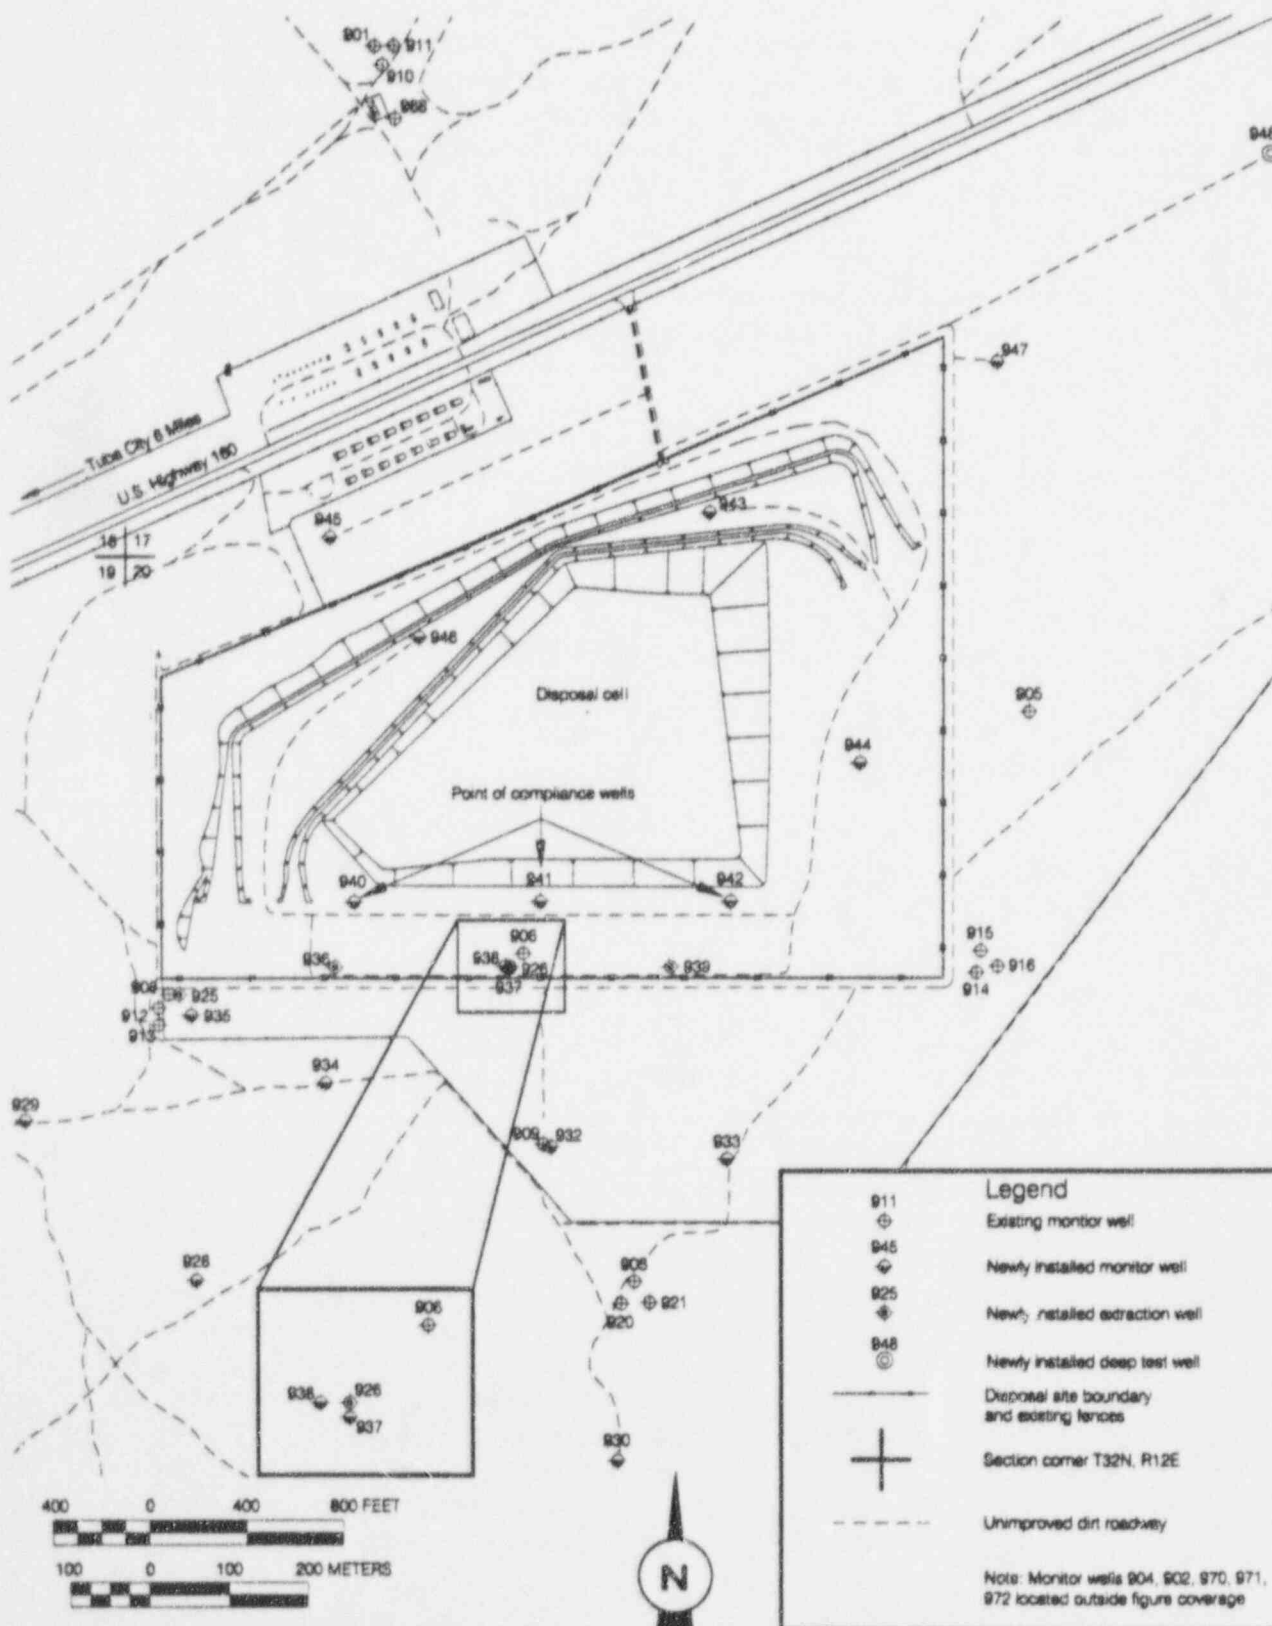 901
911
910
968
948
947
Tuba City 6 Miles
U.S. Highway 160
943
945
18 17
19 20
946
Disposal cell
905
944
Point of compliance wells
940
941
942
906
915
936
938
926
939
916
937
914
925
912
935
913
934
929
909
932
933
928
920
921
906
938
926
937
930
Legend
911
Existing monitor well
945
Newly installed monitor well
925
Newly installed extraction well
948
Newly installed deep test well
Disposal site boundary
and existing fences
Section corner T32N, R12E
Unimproved dirt roadway
Note: Monitor wells 904, 902, 970, 971,
972 located outside figure coverage
400 0 400 800 FEET
100 0 100 200 METERS
N